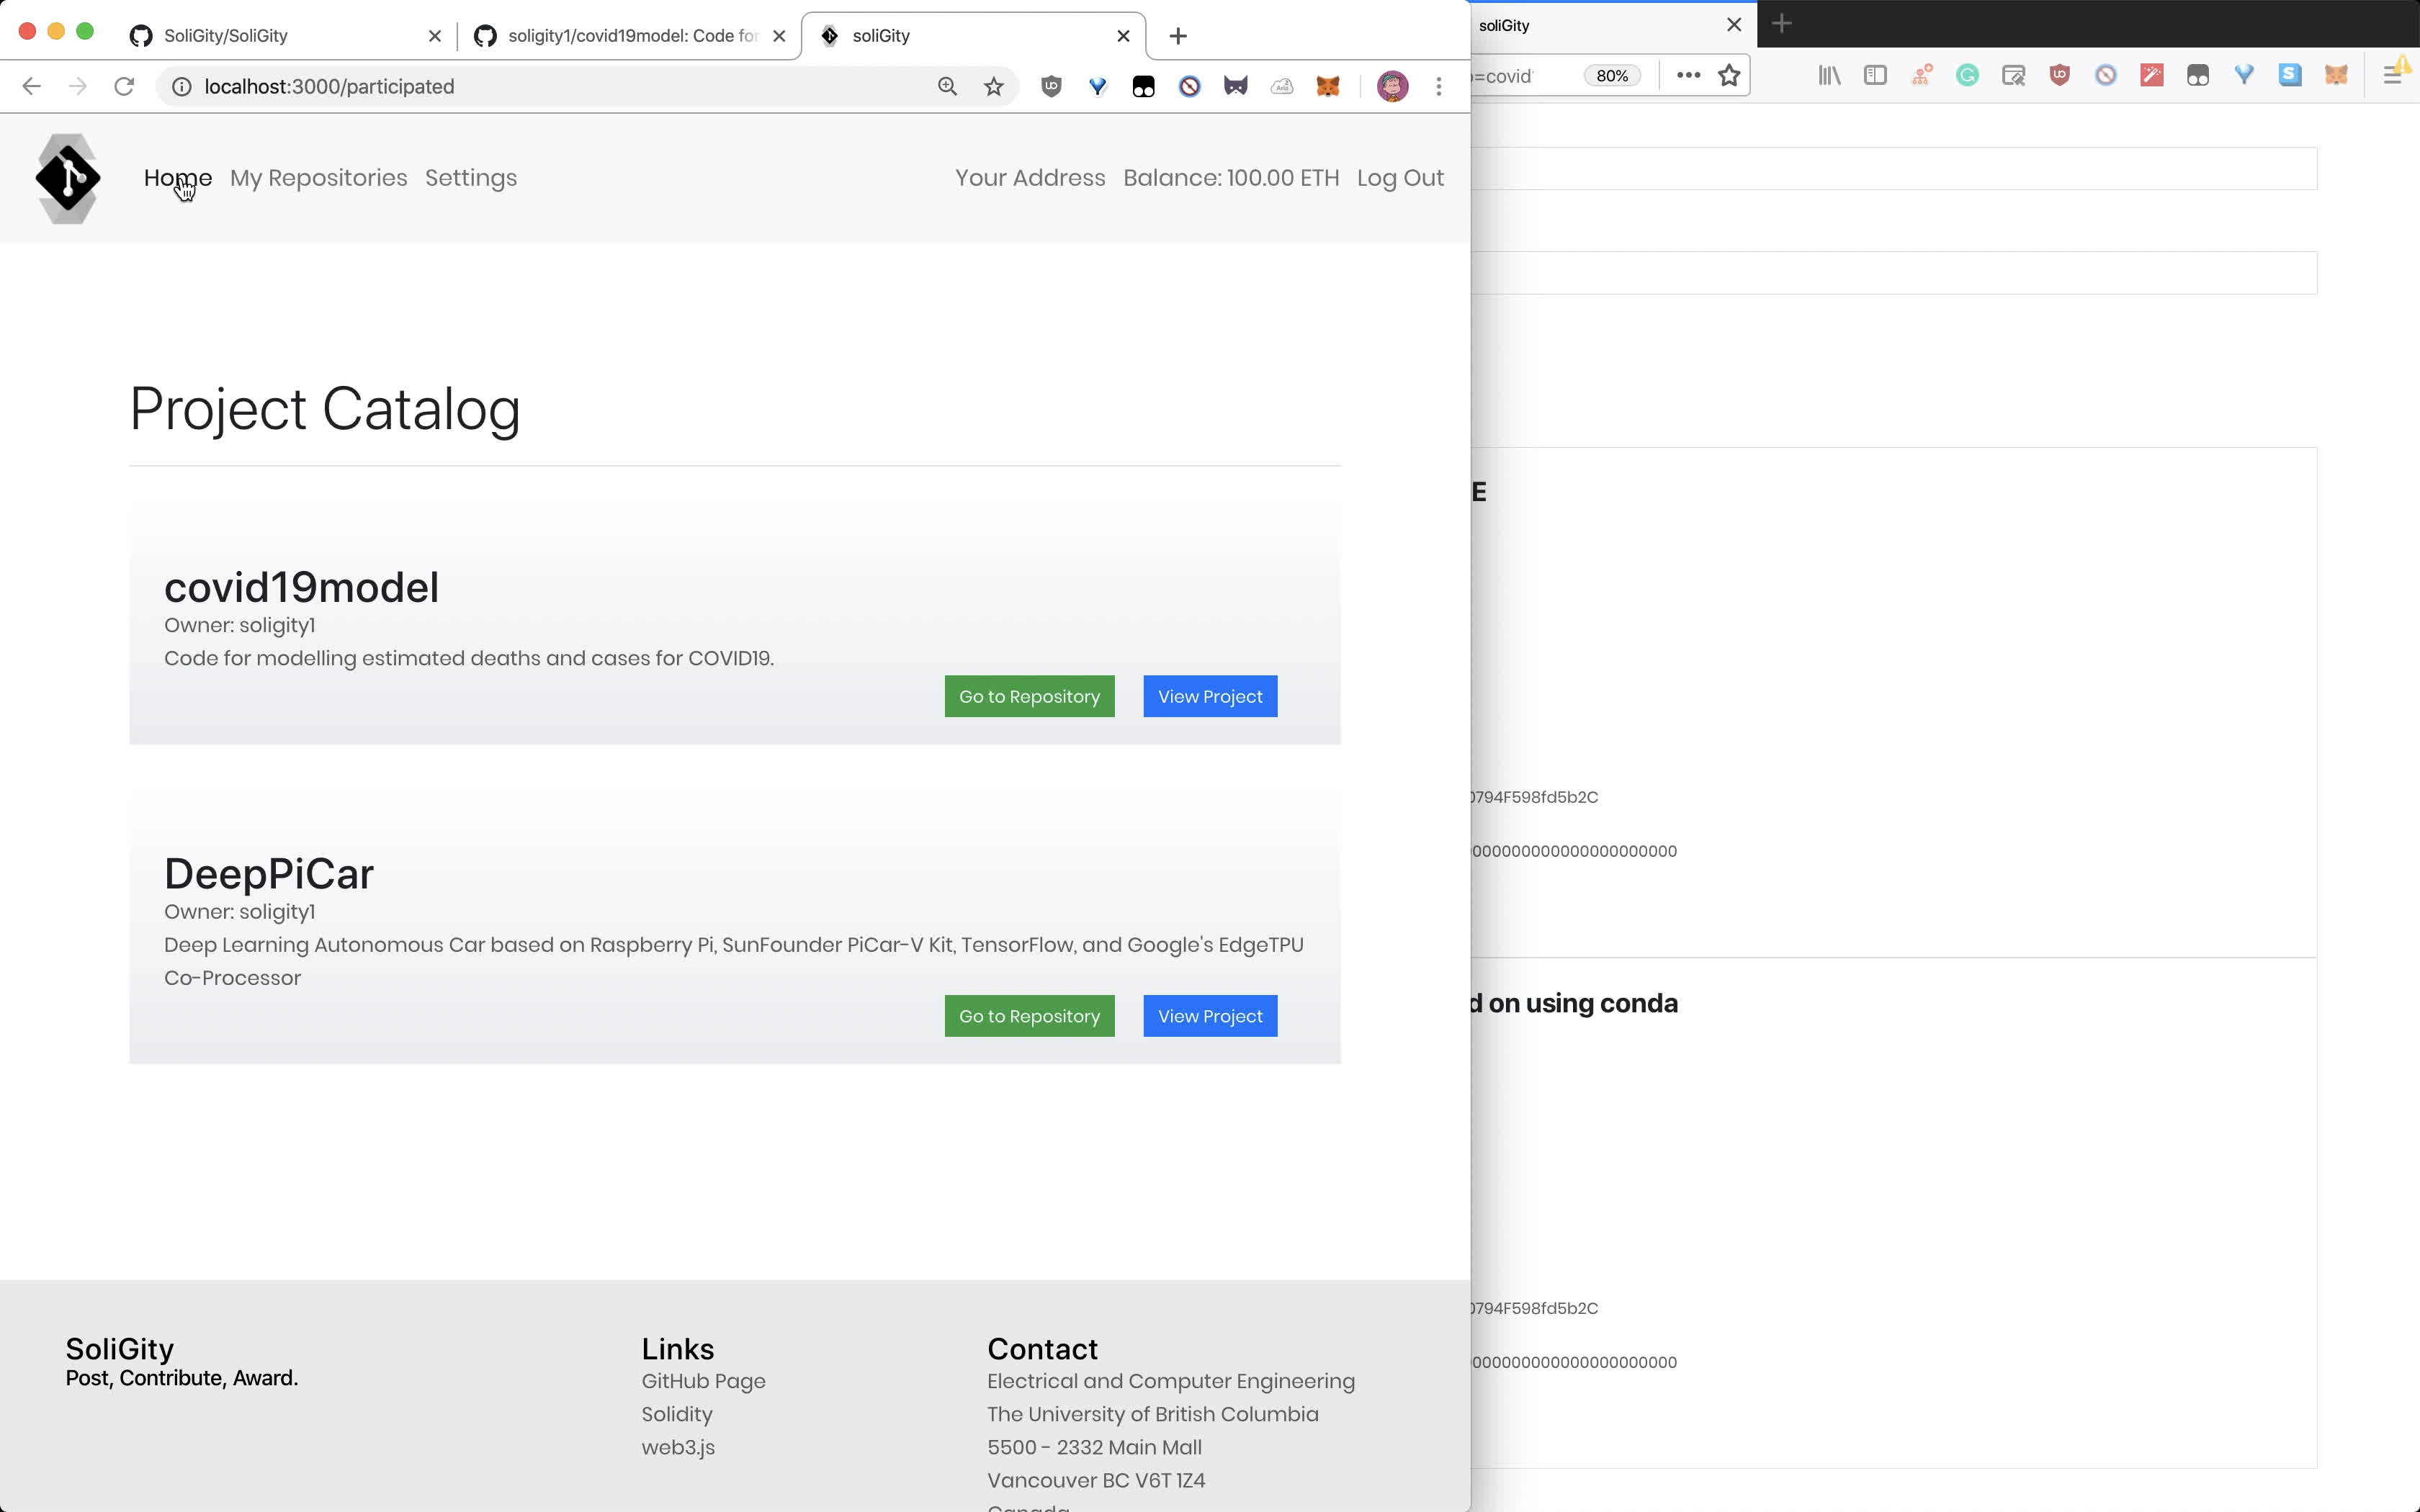 SoliGity/SoliGity
soligity1/covid19model: Code for
soliGity
soliGity
localhost:3000/participated
=covid
80%
Home
My Repositories
Settings
Your Address
Balance: 100.00 ETH
Log Out
Project Catalog
covid19model
Owner: soligity1
Code for modelling estimated deaths and cases for COVID19.
Go to Repository
View Project
DeepPiCar
Owner: soligity1
Deep Learning Autonomous Car based on Raspberry Pi, SunFounder PiCar-V Kit, TensorFlow, and Google's EdgeTPU
Co-Processor
Go to Repository
View Project
E
0794F598fd5b2C
0000000000000000000000
d on using conda
0794F598fd5b2C
0000000000000000000000
SoliGity
Post, Contribute, Award.
Links
GitHub Page
Solidity
web3.js
Contact
Electrical and Computer Engineering
The University of British Columbia
5500 - 2332 Main Mall
Vancouver BC V6T 1Z4
Canada